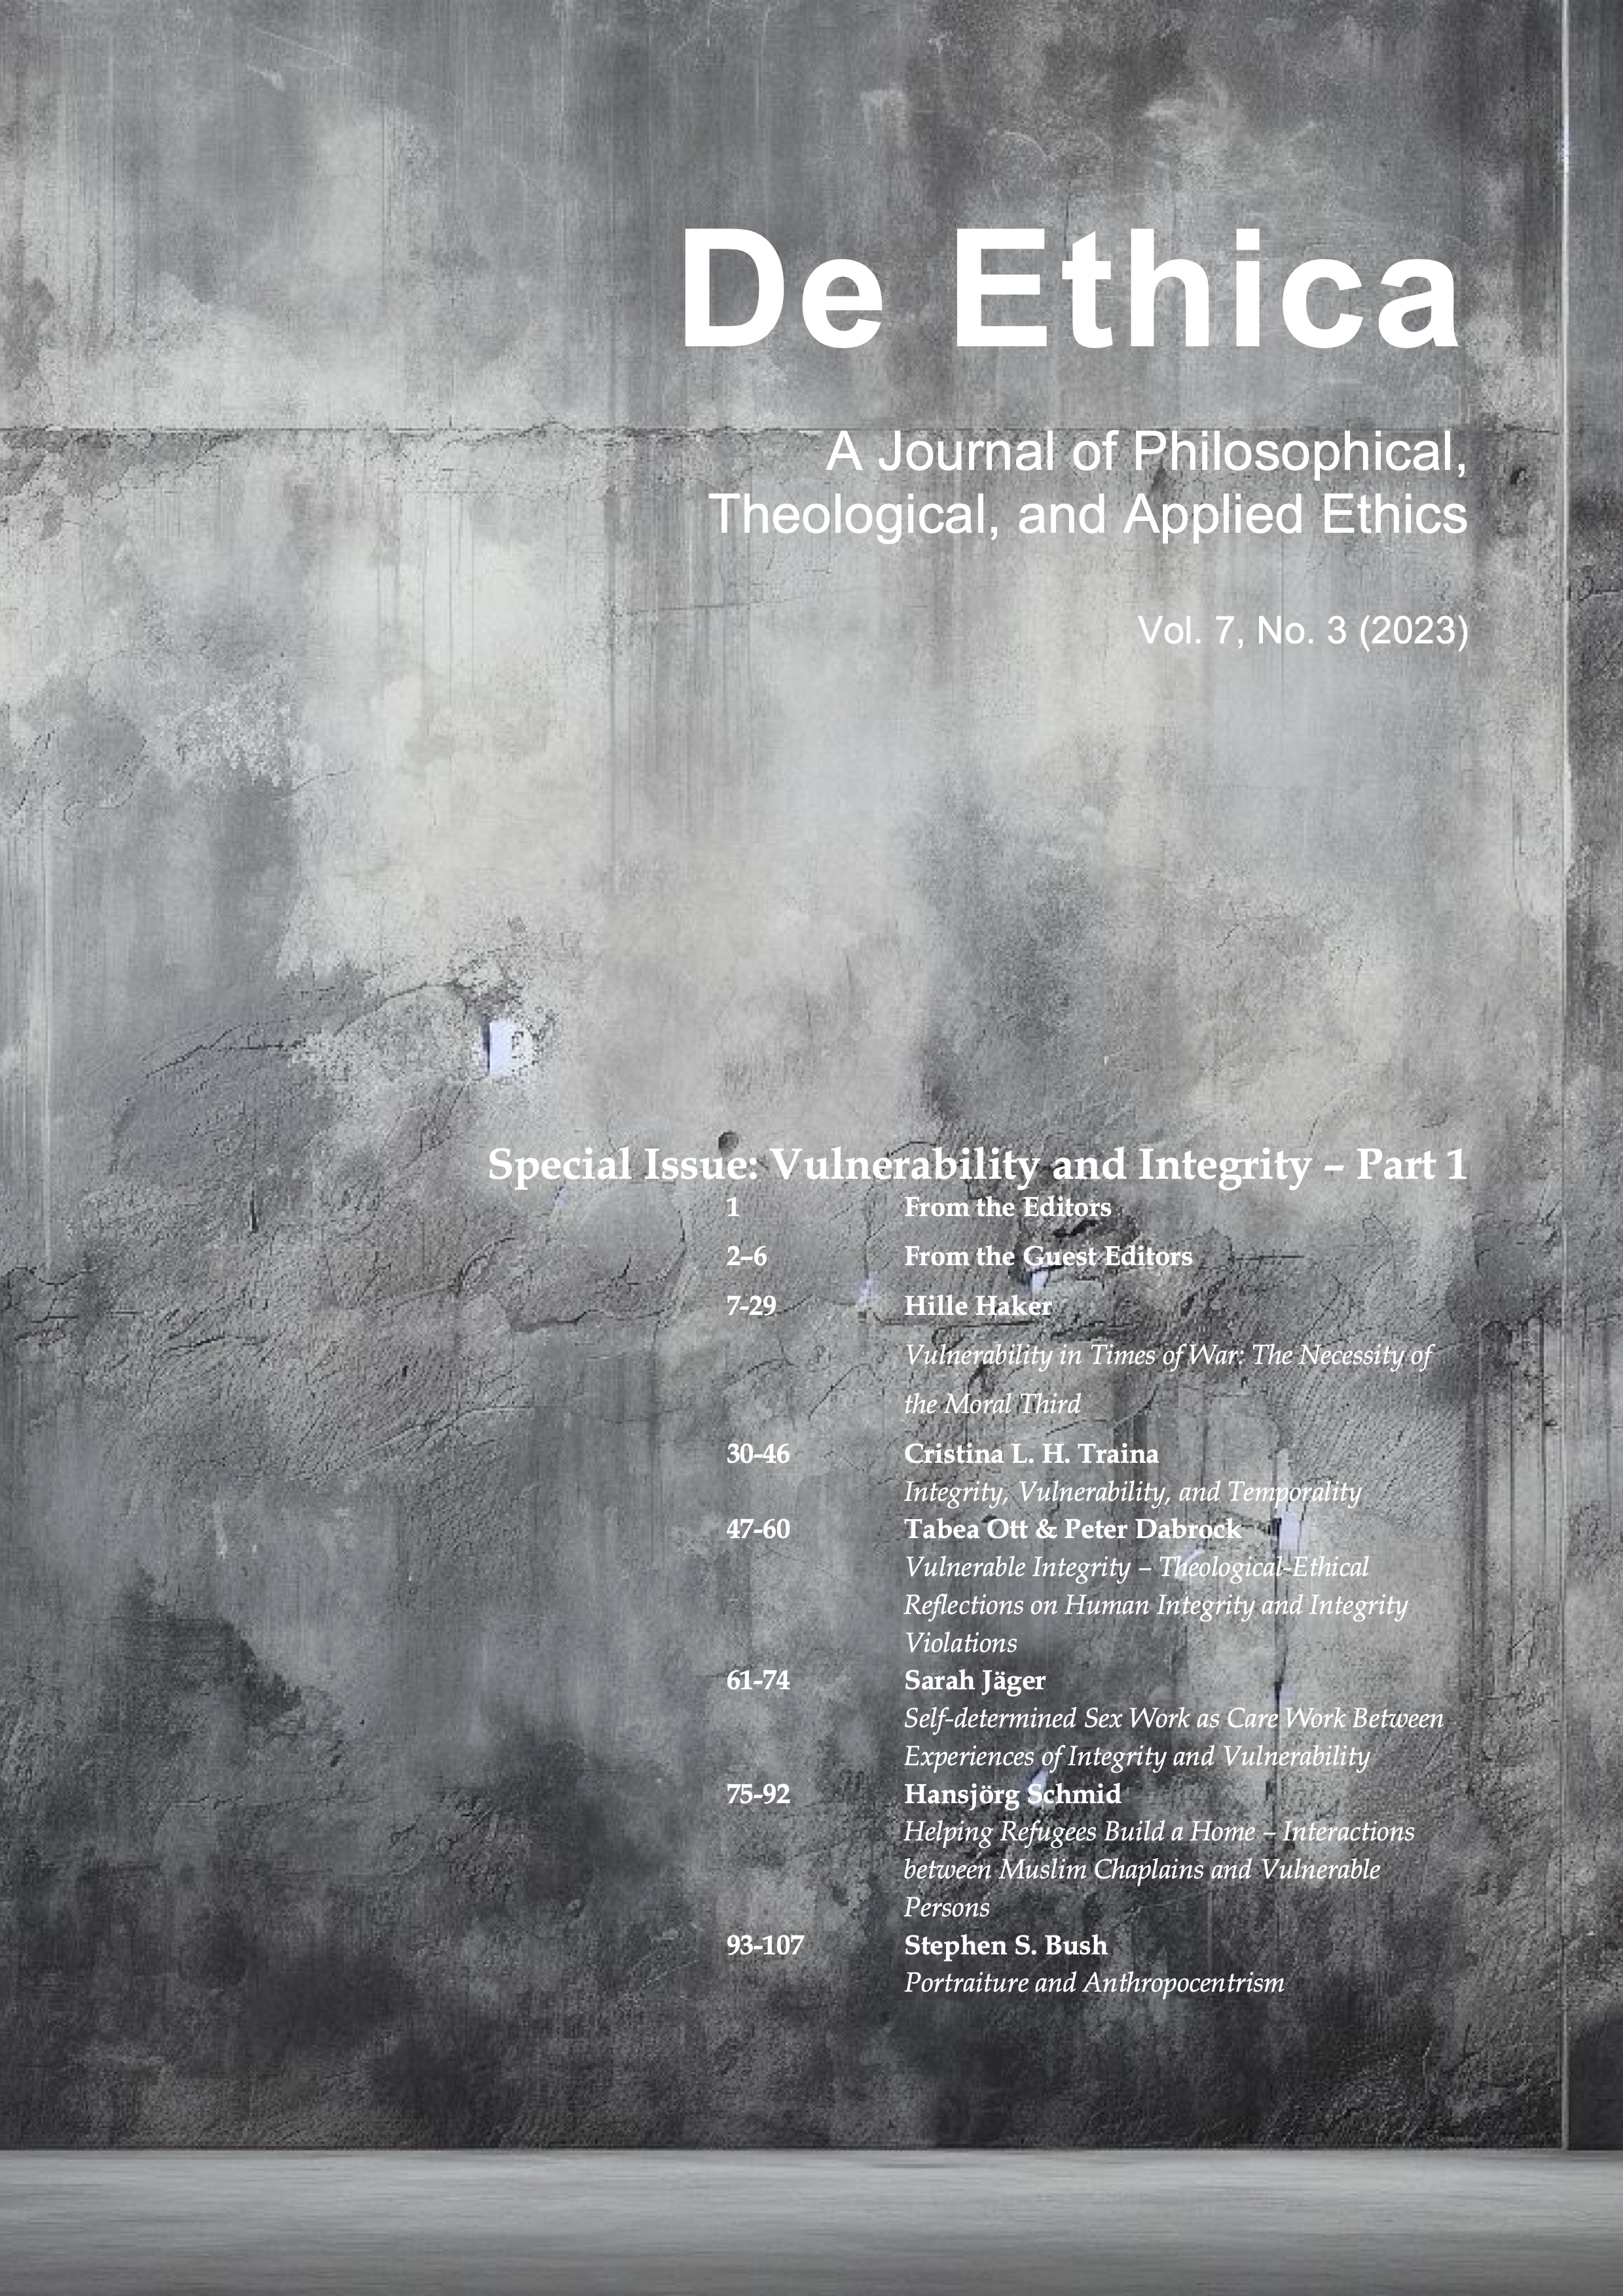 De Ethica
A Journal of Philosophical,
Theological, and Applied Ethics
Vol. 7, No. 3 (2023)
Special Issue: Vulnerability and Integrity – Part 1
1 From the Editors
2–6 From the Guest Editors
7-29 Hille Haker
Vulnerability in Times of War: The Necessity of
the Moral Third
30-46 Cristina L. H. Traina
Integrity, Vulnerability, and Temporality
47-60 Tabea Ott & Peter Dabrock
Vulnerable Integrity – Theological-Ethical
Reflections on Human Integrity and Integrity
Violations
61-74 Sarah Jäger
Self-determined Sex Work as Care Work Between
Experiences of Integrity and Vulnerability
75-92 Hansjörg Schmid
Helping Refugees Build a Home – Interactions
between Muslim Chaplains and Vulnerable
Persons
93-107 Stephen S. Bush
Portraiture and Anthropocentrism